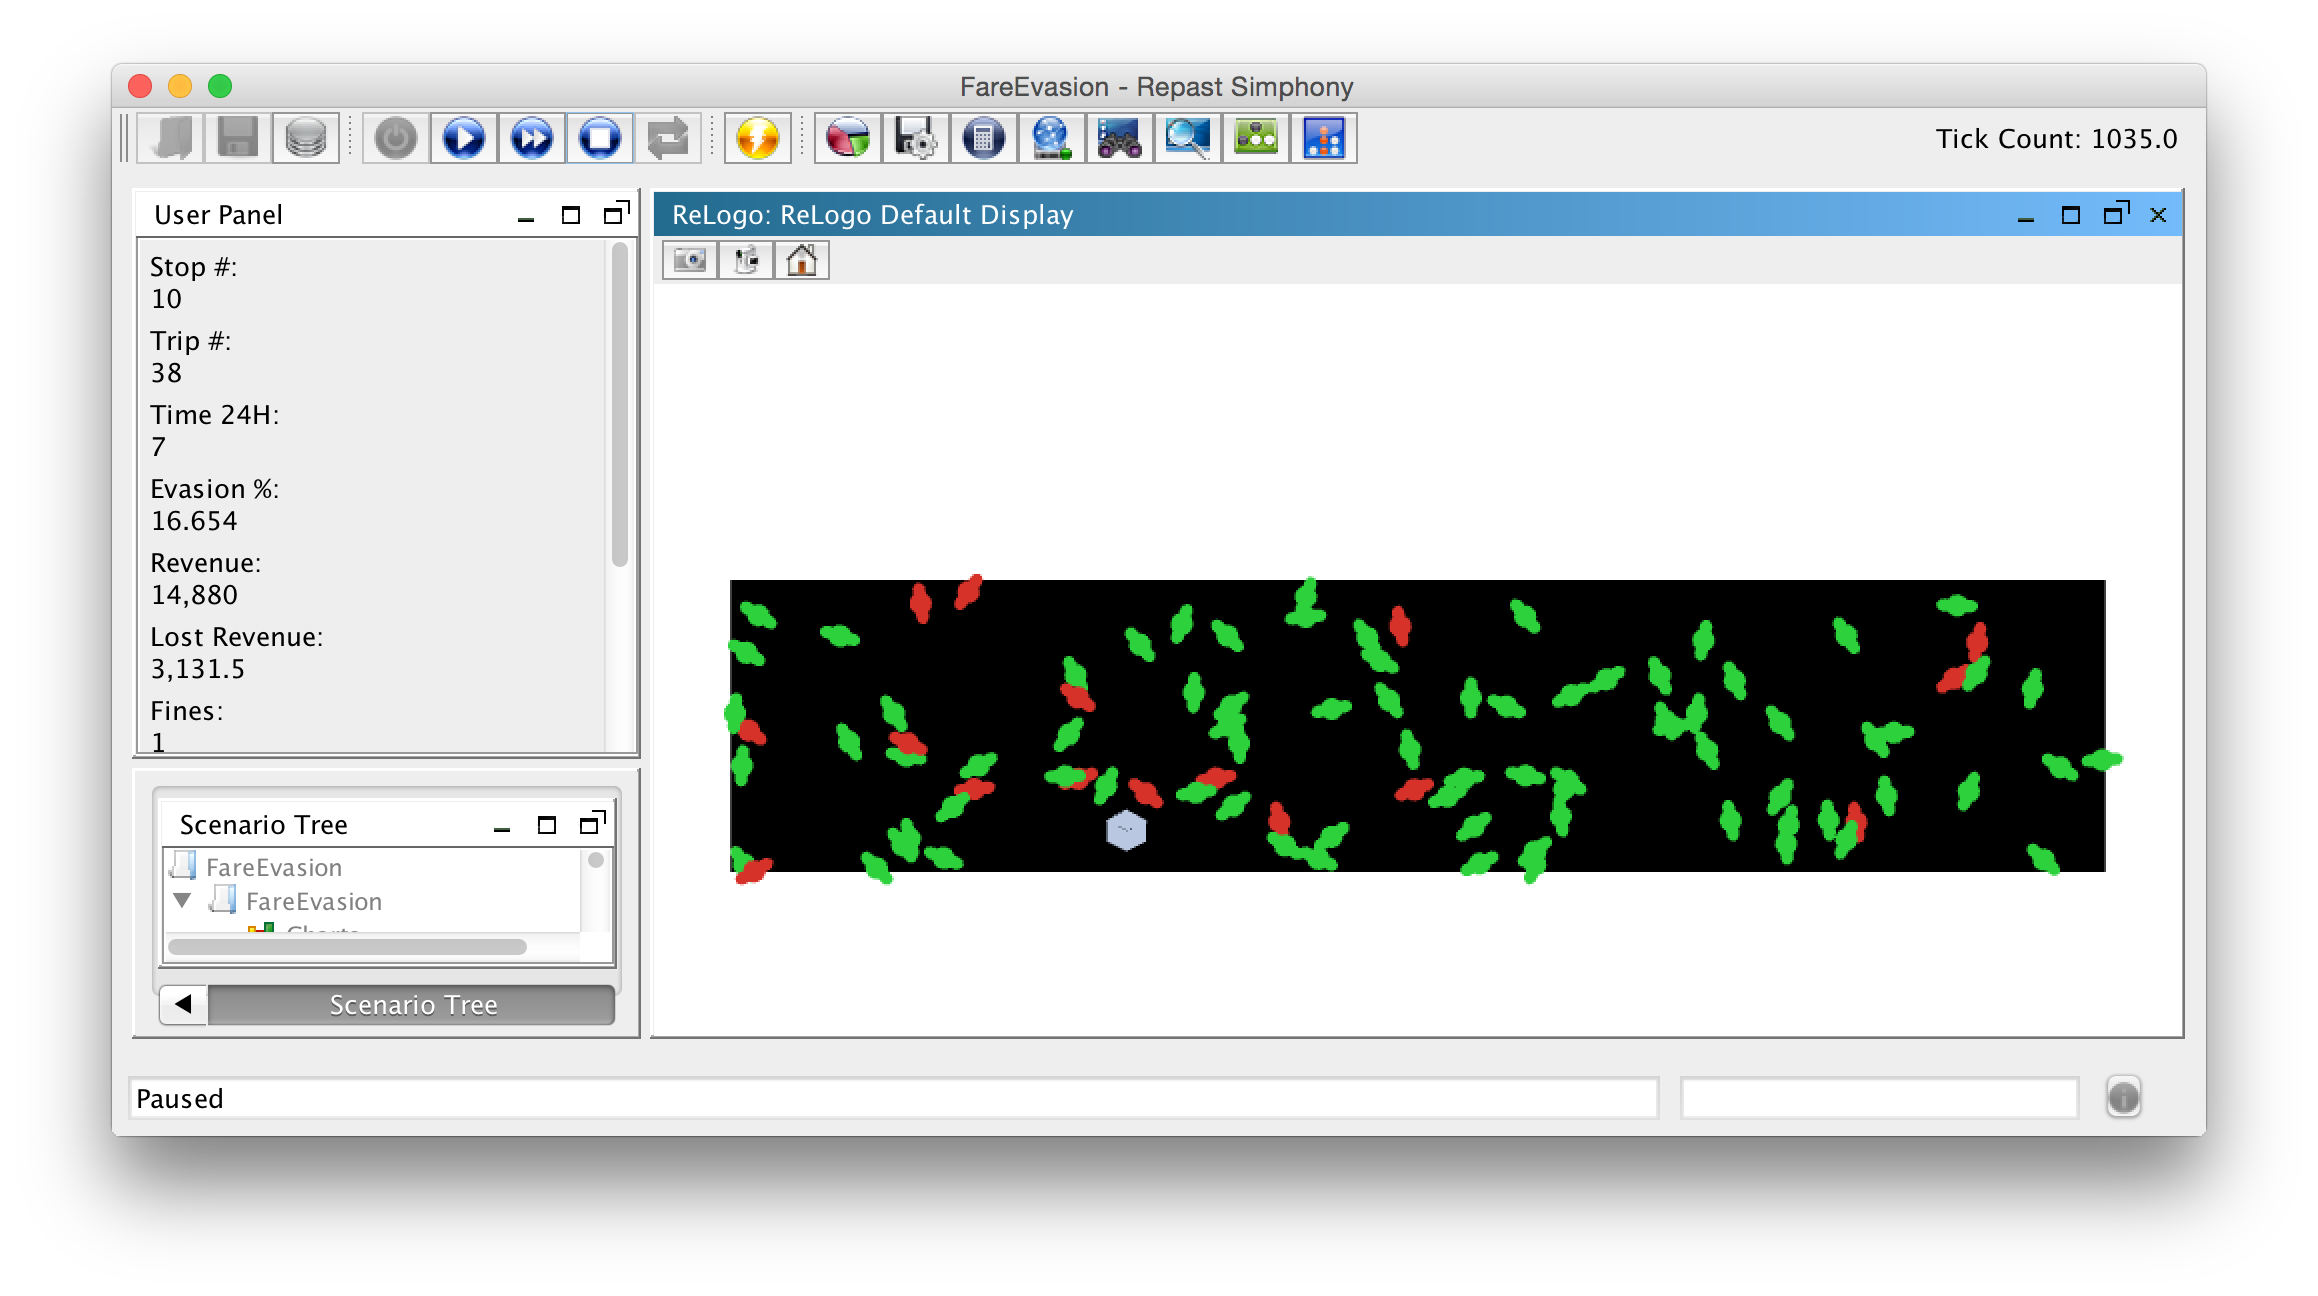 FareEvasion - Repast Simphony
Tick Count: 1035.0
User Panel
Stop #:
10
Trip #:
38
Time 24H:
7
Evasion %:
16.654
Revenue:
14,880
Lost Revenue:
3,131.5
Fines:
1
ReLogo: ReLogo Default Display
Scenario Tree
FareEvasion
FareEvasion
Charts
Scenario Tree
Paused